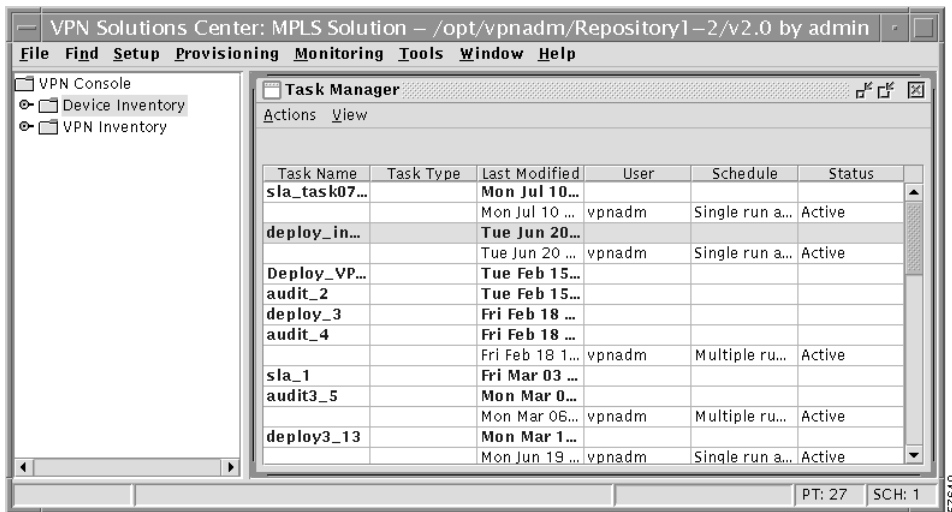 VPN Solutions Center: MPLS Solution – /opt/vpnadm/Repository1–2/v2.0 by admin
File Find Setup Provisioning Monitoring Tools Window Help
VPN Console
Device Inventory
VPN Inventory
Task Manager
Actions View
Task Name Task Type Last Modified User Schedule Status
sla_task07... Mon Jul 10...
Mon Jul 10 ... vpnadm Single run a... Active
deploy_in... Tue Jun 20...
Tue Jun 20 ... vpnadm Single run a... Active
Deploy_VP... Tue Feb 15...
audit_2 Tue Feb 15...
deploy_3 Fri Feb 18 ...
audit_4 Fri Feb 18 ...
Fri Feb 18 1... vpnadm Multiple ru... Active
sla_1 Fri Mar 03 ...
audit3_5 Mon Mar 0...
Mon Mar 06... vpnadm Multiple ru... Active
deploy3_13 Mon Mar 1...
Mon Jun 19 ... vpnadm Single run a... Active
PT: 27 SCH: 1